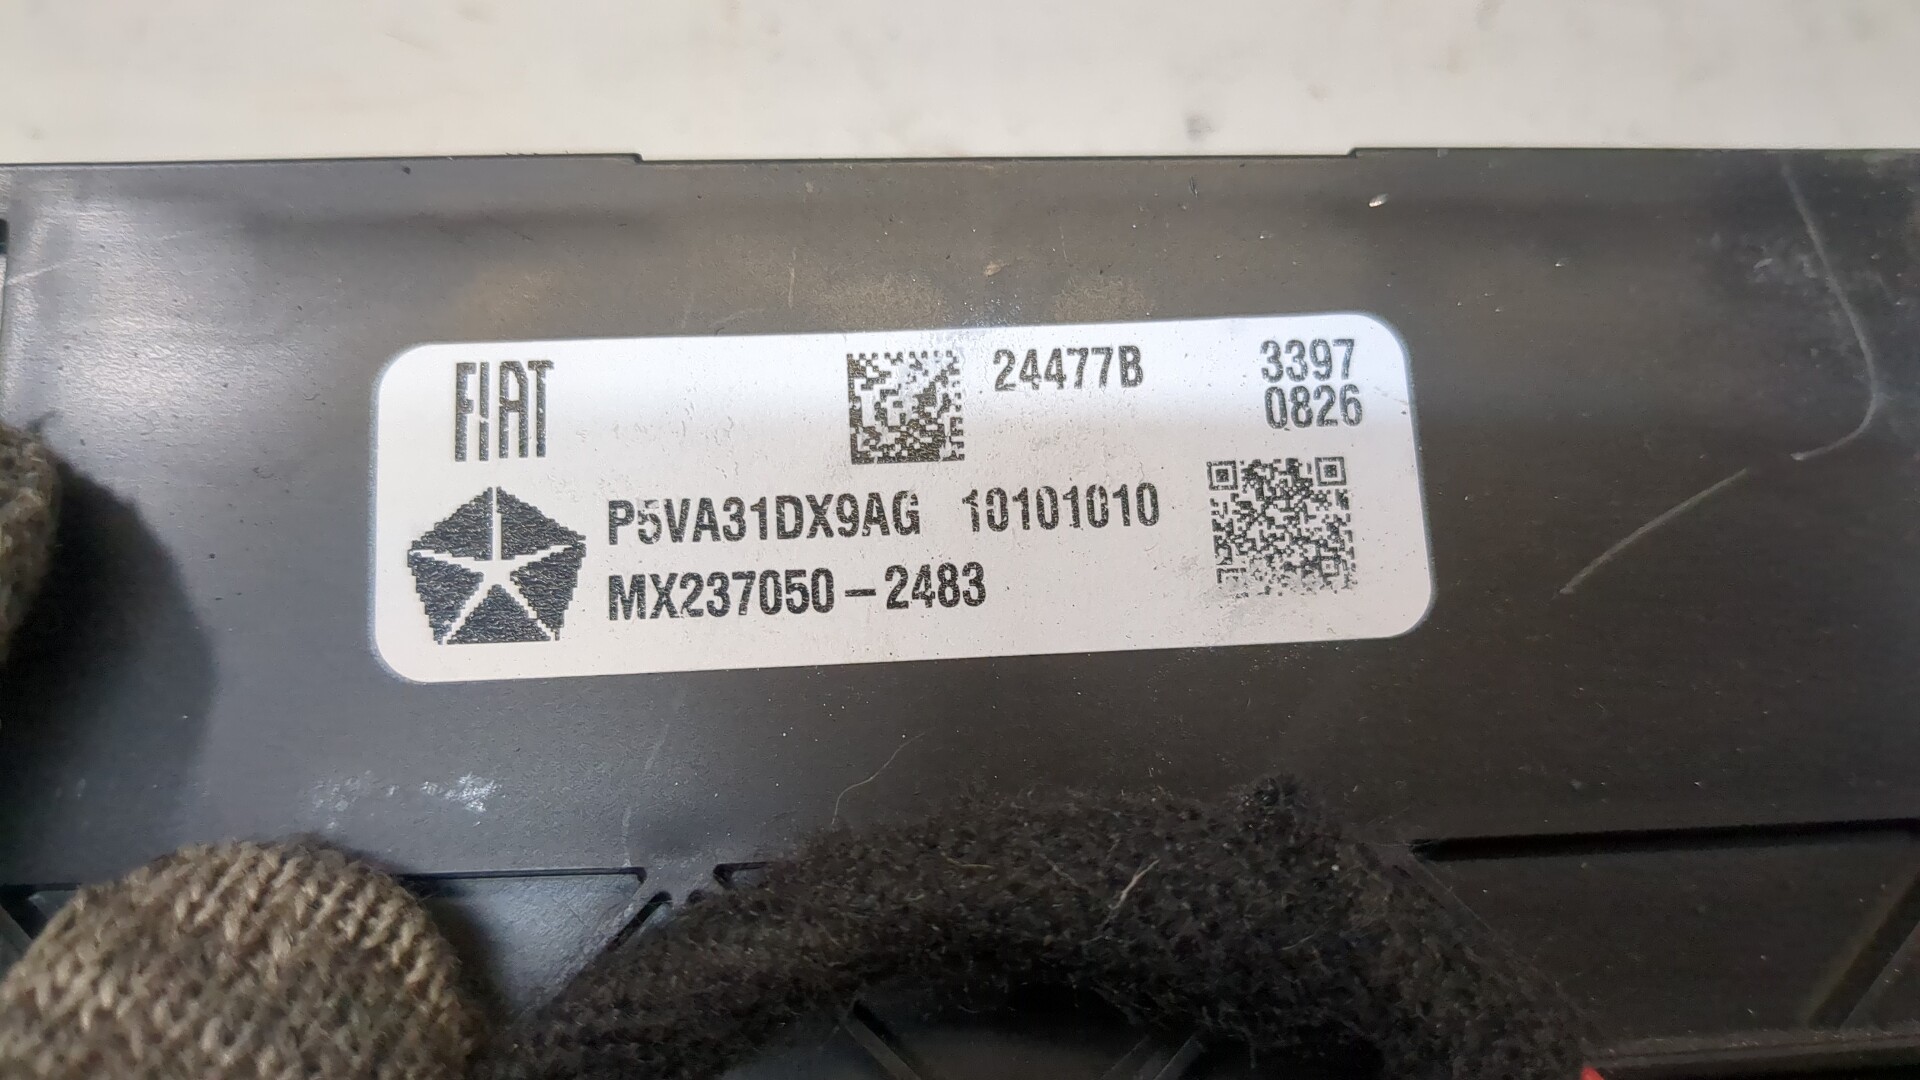 FIAT
24477B
3397
0826
P5VA31DX9AG 10101010
MX237050-2483